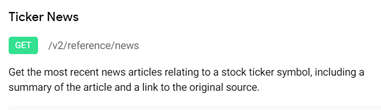 Ticker News
GET /v2/reference/news
Get the most recent news articles relating to a stock ticker symbol, including a
summary of the article and a link to the original source.